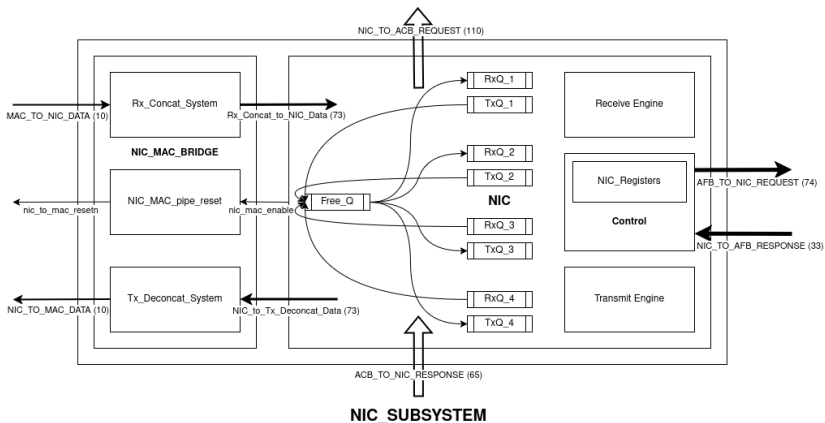 NIC_TO_ACB_REQUEST (110)
Rx_Concat_System
MAC_TO_NIC_DATA (10)
Rx_Concat_to_NIC_Data (73)
NIC_MAC_BRIDGE
NIC_MAC_pipe_reset
nic_to_mac_resetn
nic_mac_enable
Tx_Deconcat_System
NIC_TO_MAC_DATA (10)
NIC_to_Tx_Deconcat_Data (73)
Free_Q
RxQ_1
TxQ_1
RxQ_2
TxQ_2
NIC
RxQ_3
TxQ_3
RxQ_4
TxQ_4
Receive Engine
NIC_Registers
Control
AFB_TO_NIC_REQUEST (74)
NIC_TO_AFB_RESPONSE (33)
Transmit Engine
ACB_TO_NIC_RESPONSE (65)
NIC_SUBSYSTEM